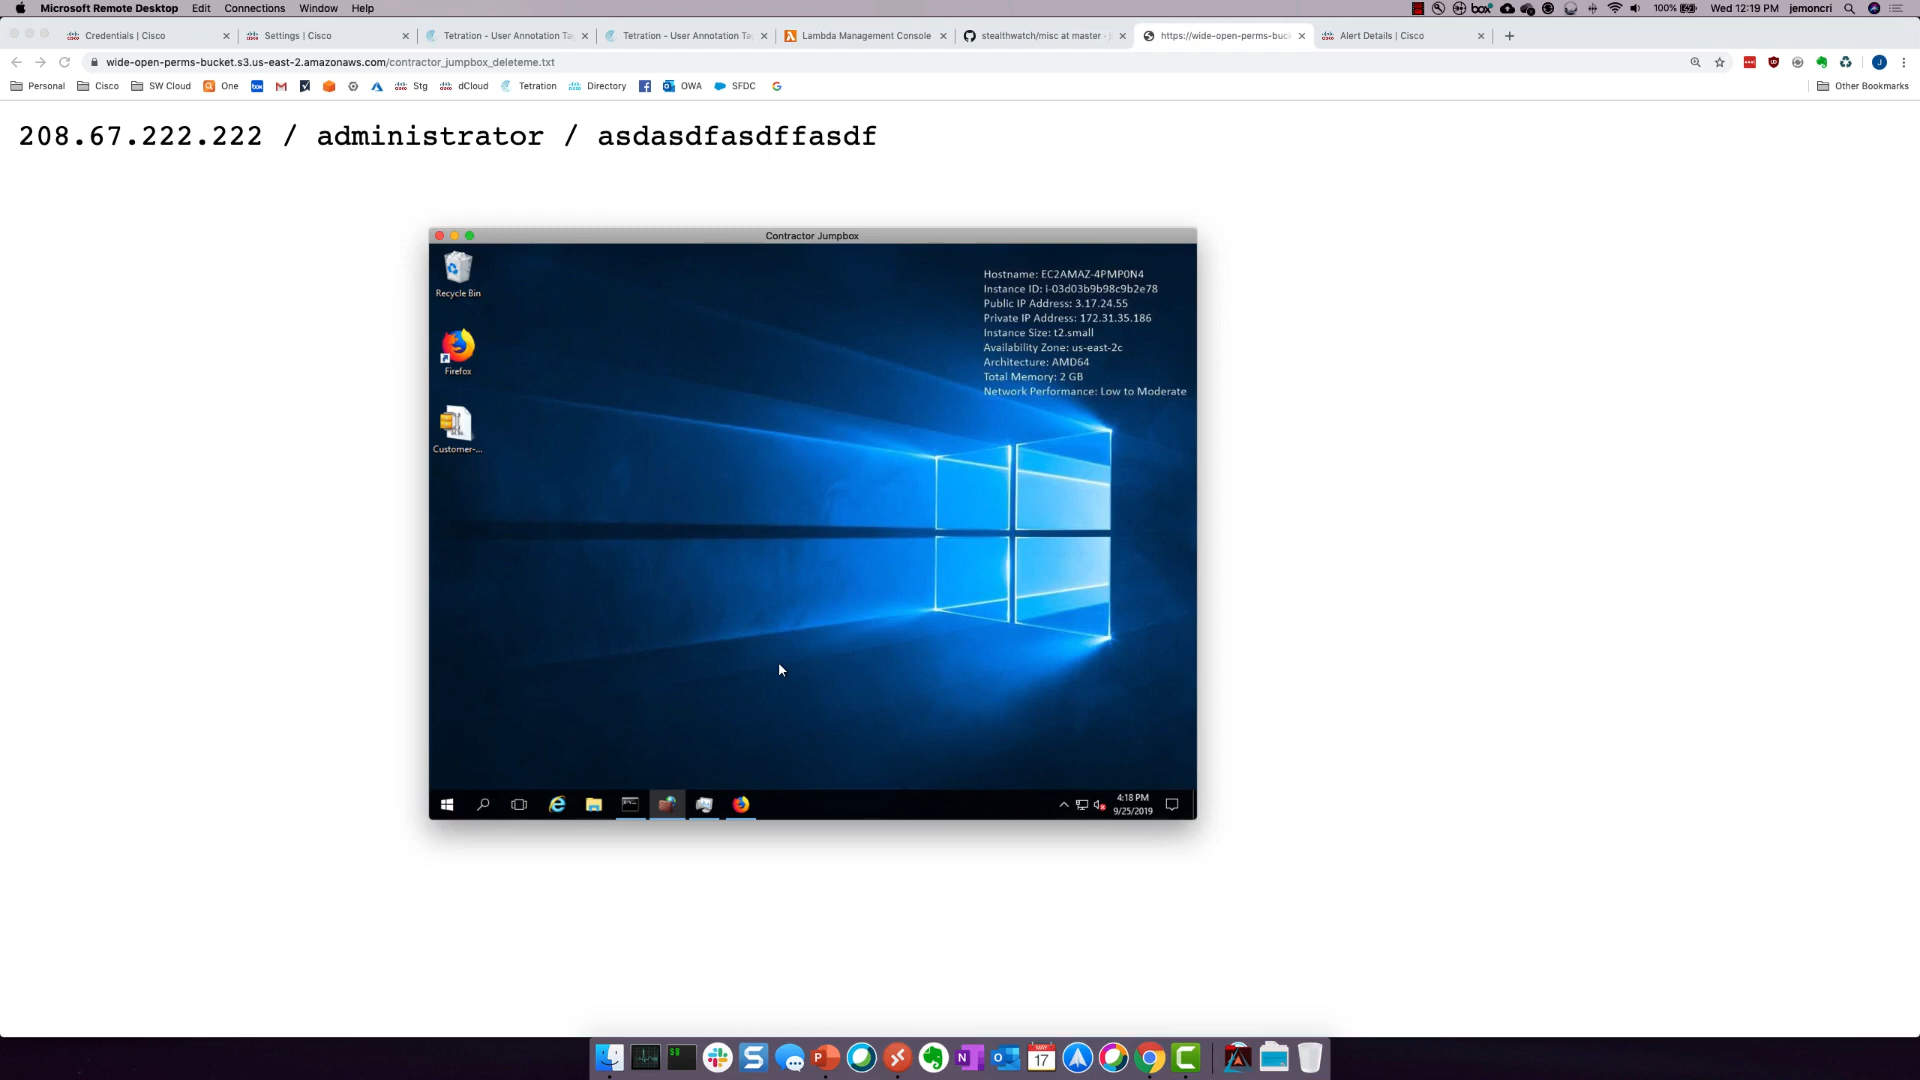 Microsoft Remote Desktop Edit Connections Window Help
box 100% Wed 12:19 PM jemoncri
Credentials | Cisco
Settings | Cisco
Tetration - User Annotation Ta
Tetration - User Annotation Ta
Lambda Management Console
stealthwatch/misc at master
https://wide-open-perms-buck
Alert Details | Cisco
wide-open-perms-bucket.s3.us-east-2.amazonaws.com/contractor_jumpbox_deleteme.txt
J
Personal Cisco SW Cloud One Stg dCloud Tetration Directory OWA SFDC Other Bookmarks
208.67.222.222 / administrator / asdasdfasdffasdf
Contractor Jumpbox
Recycle Bin
Firefox
Customer-...
Hostname: EC2AMAZ-4PMP0N4
Instance ID: i-03d03b9b98c9b2e78
Public IP Address: 3.17.24.55
Private IP Address: 172.31.35.186
Instance Size: t2.small
Availability Zone: us-east-2c
Architecture: AMD64
Total Memory: 2 GB
Network Performance: Low to Moderate
4:18 PM
9/25/2019
MAY
17